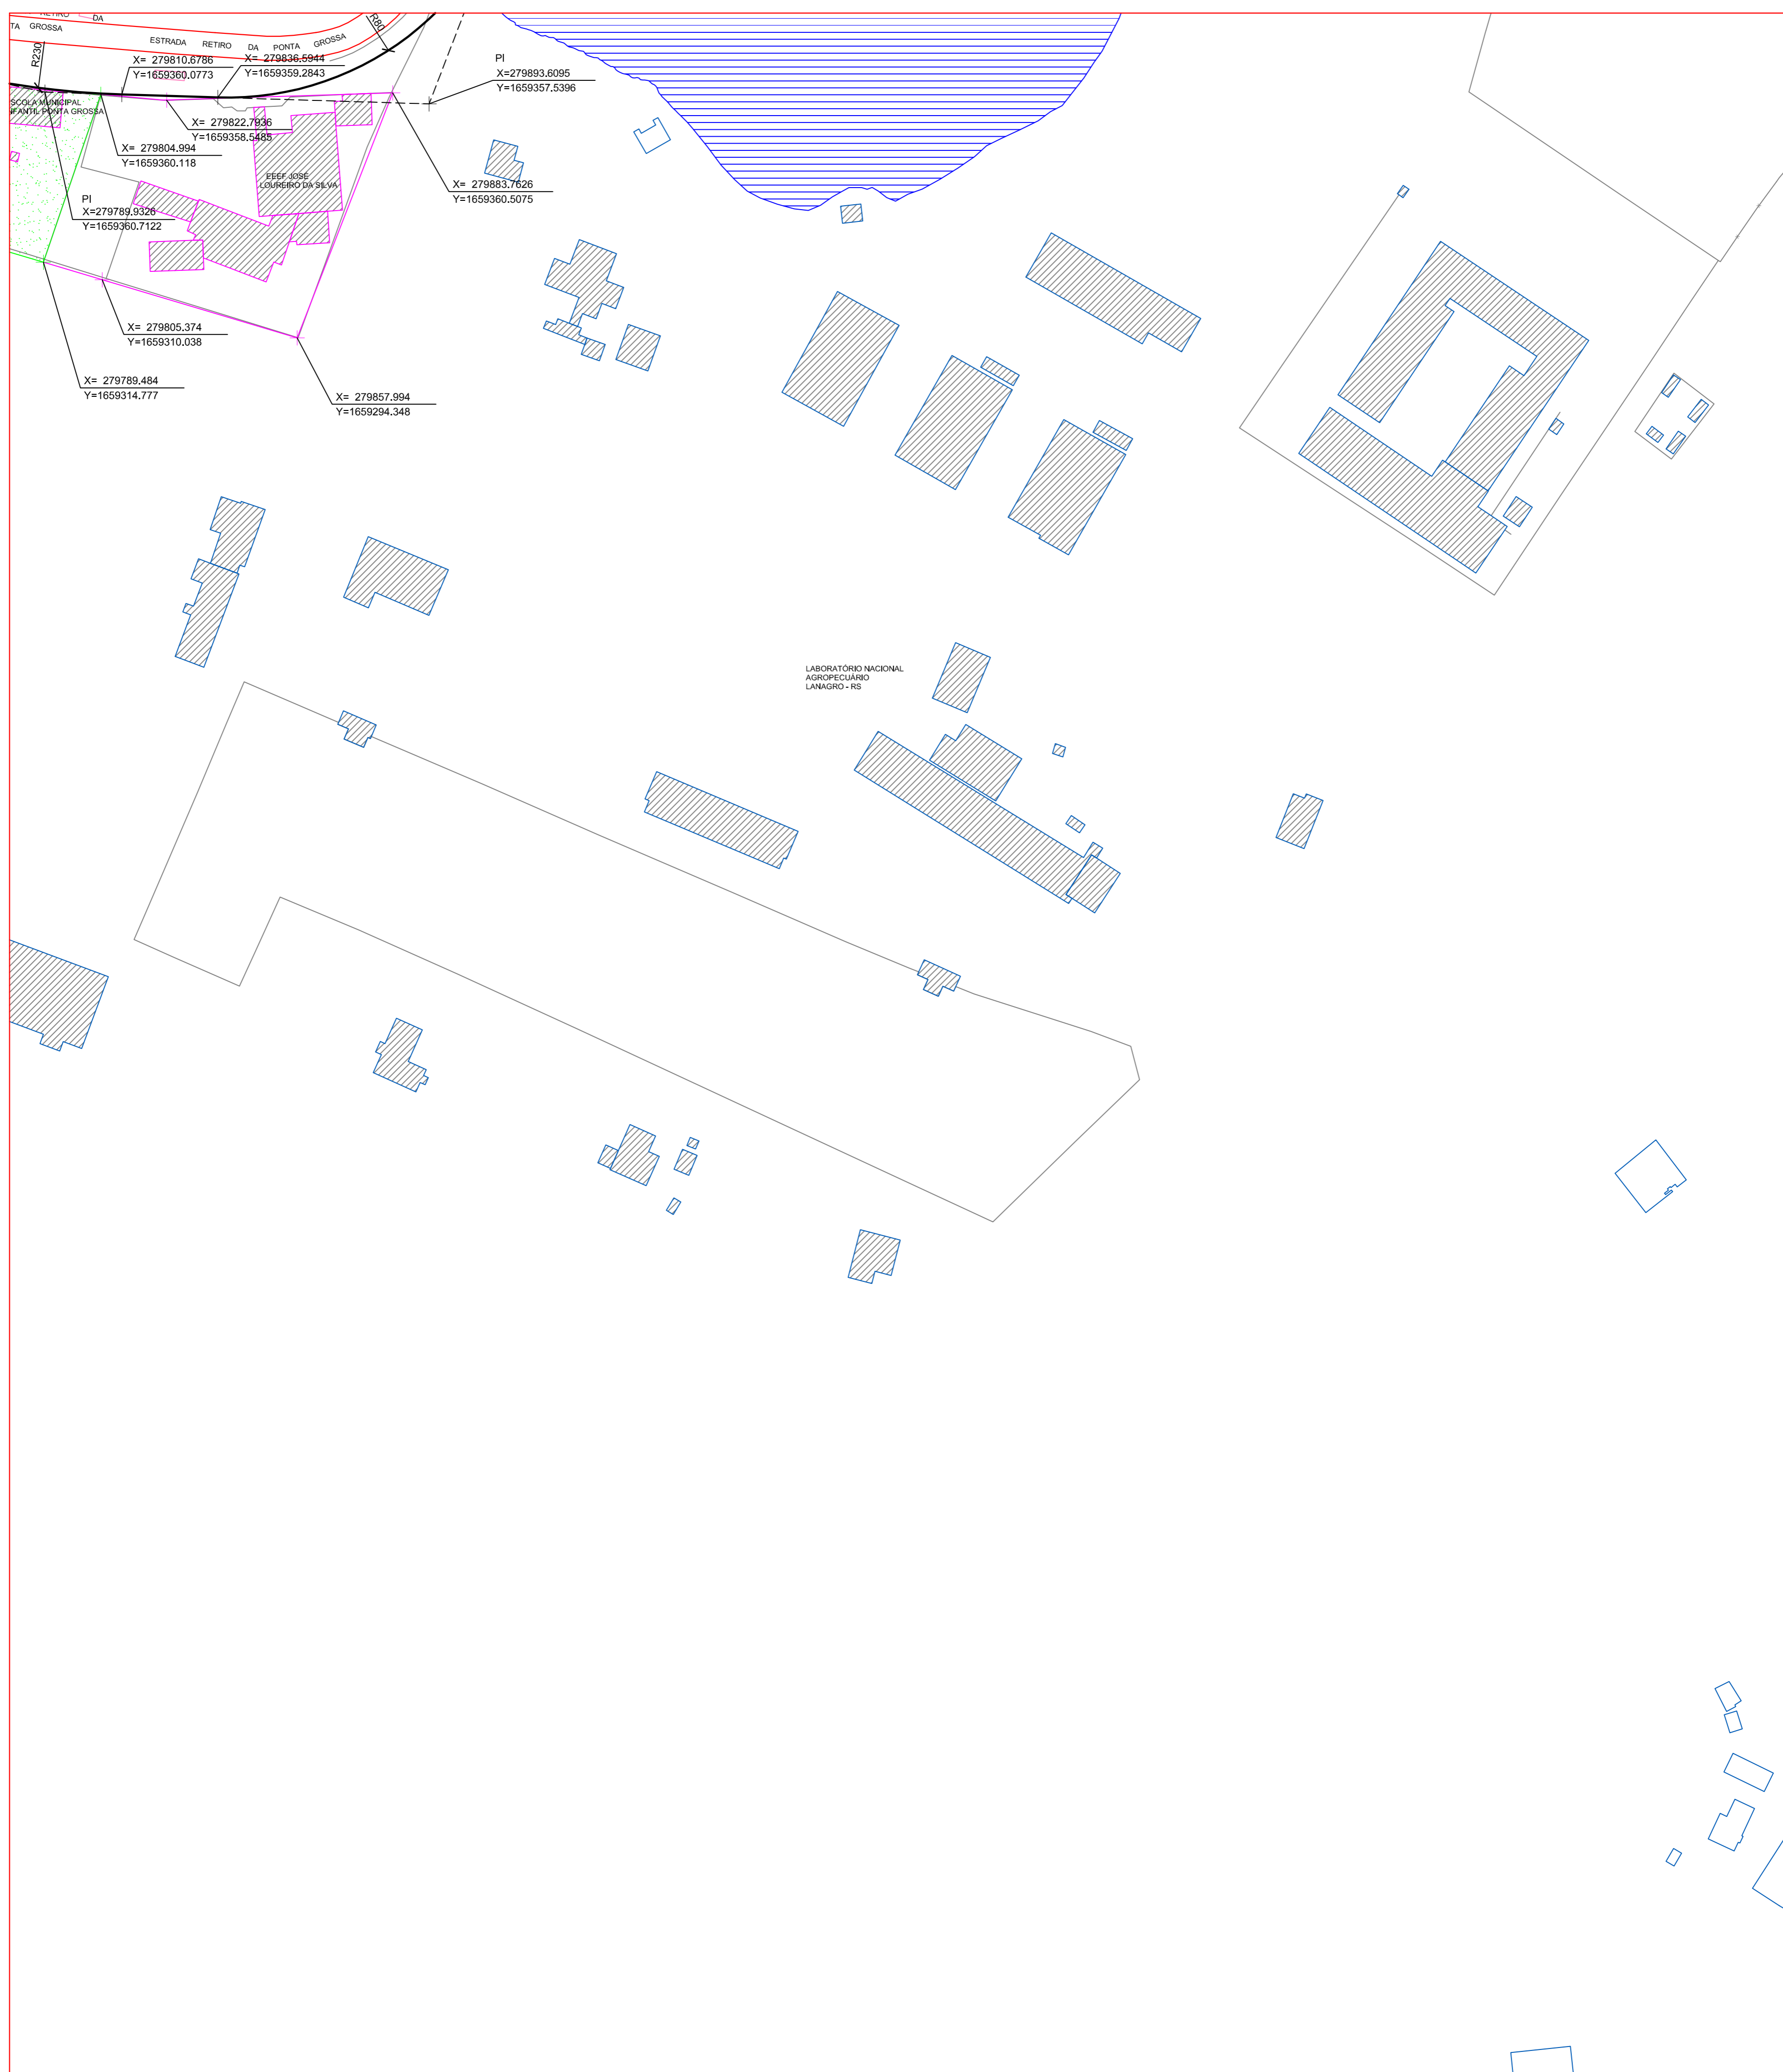 DA
TA GROSSA
ESTRADA RETIRO DA PONTA GROSSA
R230
R80
X= 279810.6786
Y=1659360.0773
X= 279836.5944
Y=1659359.2843
PI
X=279893.6095
Y=1659357.5396
SCOLA MUNICIPAL
NFANTIL PONTA GROSSA
X= 279822.7936
Y=1659358.5485
X= 279804.994
Y=1659360.118
EEEF JOSÉ
LOUREIRO DA SILVA
X= 279883.7626
Y=1659360.5075
PI
X=279789.9326
Y=1659360.7122
X= 279805.374
Y=1659310.038
X= 279789.484
Y=1659314.777
X= 279857.994
Y=1659294.348
LABORATÓRIO NACIONAL
AGROPECUÁRIO
LANAGRO - RS